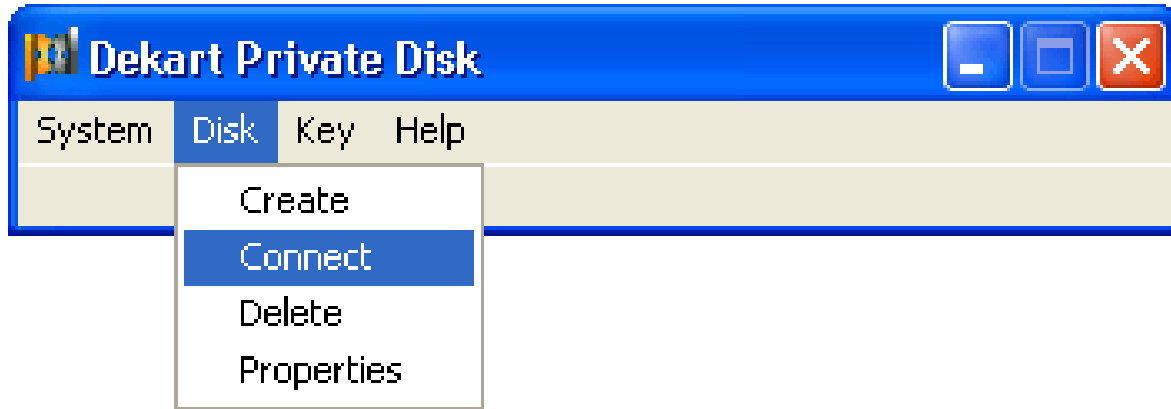 Dekart Private Disk
System Disk Key Help
Create
Connect
Delete
Properties